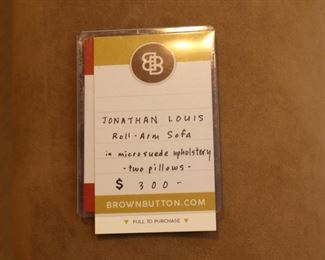 BB
JONATHAN LOUIS
Roll-Arm Sofa
in microsuede upholstery
- two pillows -
$ 300-
BROWNBUTTON.COM
PULL TO PURCHASE